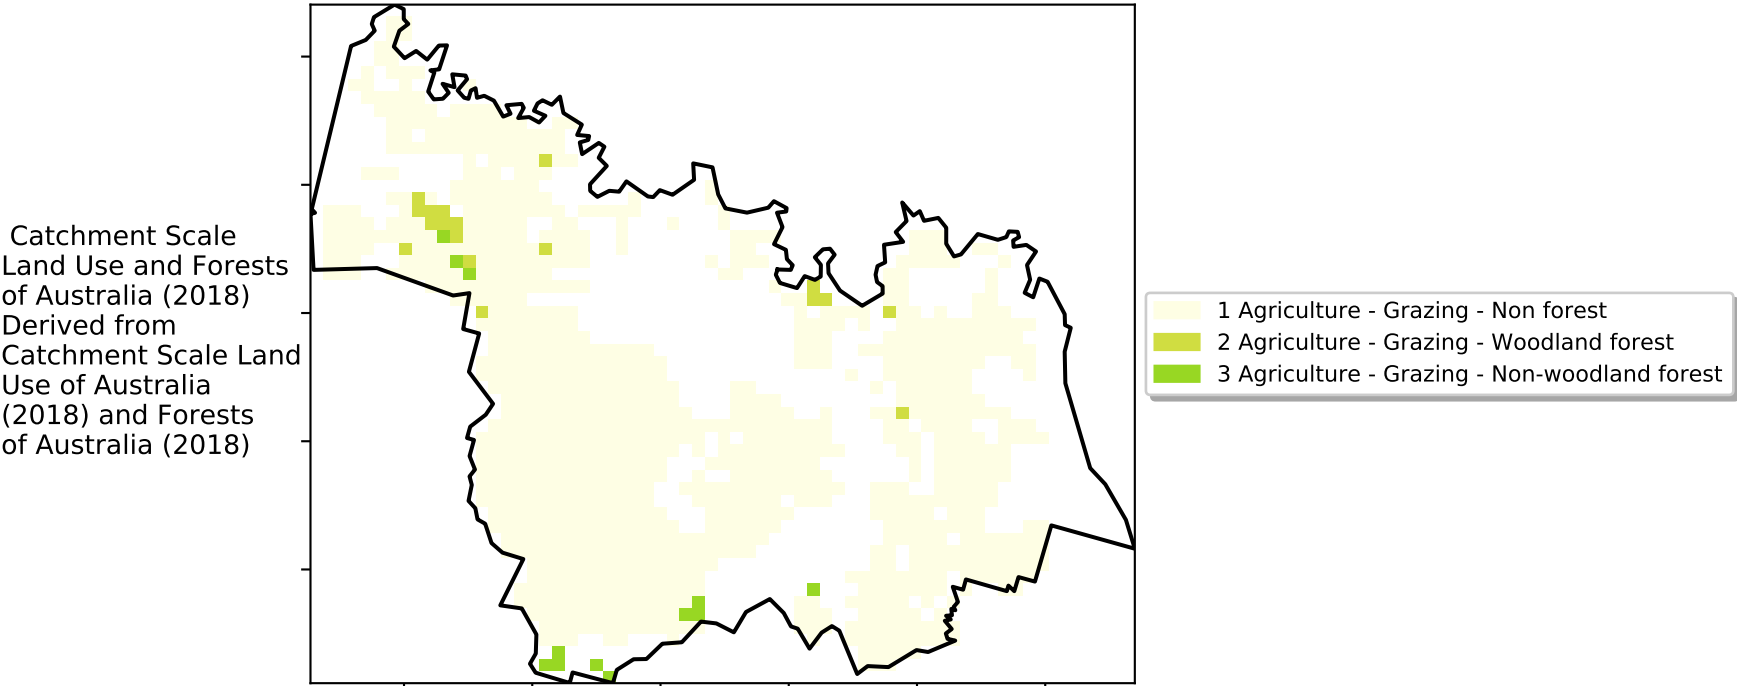 Catchment Scale
Land Use and Forests
of Australia (2018)
Derived from
Catchment Scale Land
Use of Australia
(2018) and Forests
of Australia (2018)
1 Agriculture - Grazing - Non forest
2 Agriculture - Grazing - Woodland forest
3 Agriculture - Grazing - Non-woodland forest